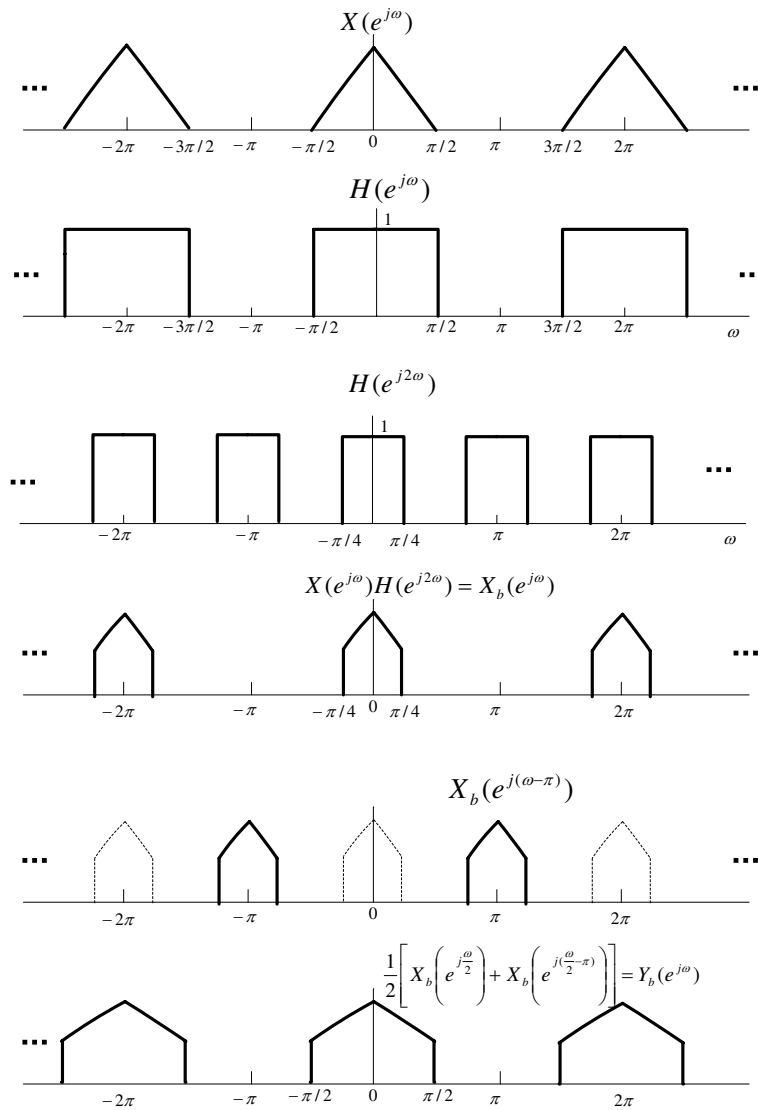 X(e^{jω})
... ...
−2π −3π/2 −π −π/2 0 π/2 π 3π/2 2π
H(e^{jω})
1
... ..
−2π −3π/2 −π −π/2 π/2 π 3π/2 2π ω
H(e^{j2ω})
1
... ...
−2π −π −π/4 π/4 π 2π ω
X(e^{jω})H(e^{j2ω}) = X_b(e^{jω})
... ...
−2π −π −π/4 0 π/4 π 2π
X_b(e^{j(ω−π)})
... ...
−2π −π 0 π 2π
1/2[X_b(e^{jω/2}) + X_b(e^{j(ω/2−π)})] = Y_b(e^{jω})
... ...
−2π −π −π/2 0 π/2 π 2π